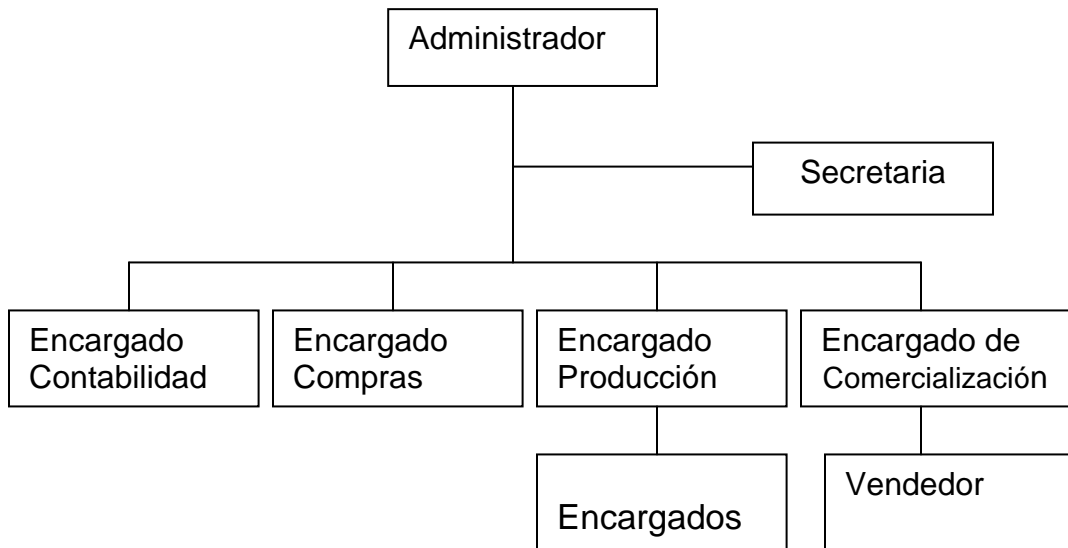 Administrador
Secretaria
Encargado
Contabilidad
Encargado
Compras
Encargado
Producción
Encargado de
Comercialización
Encargados
Vendedor